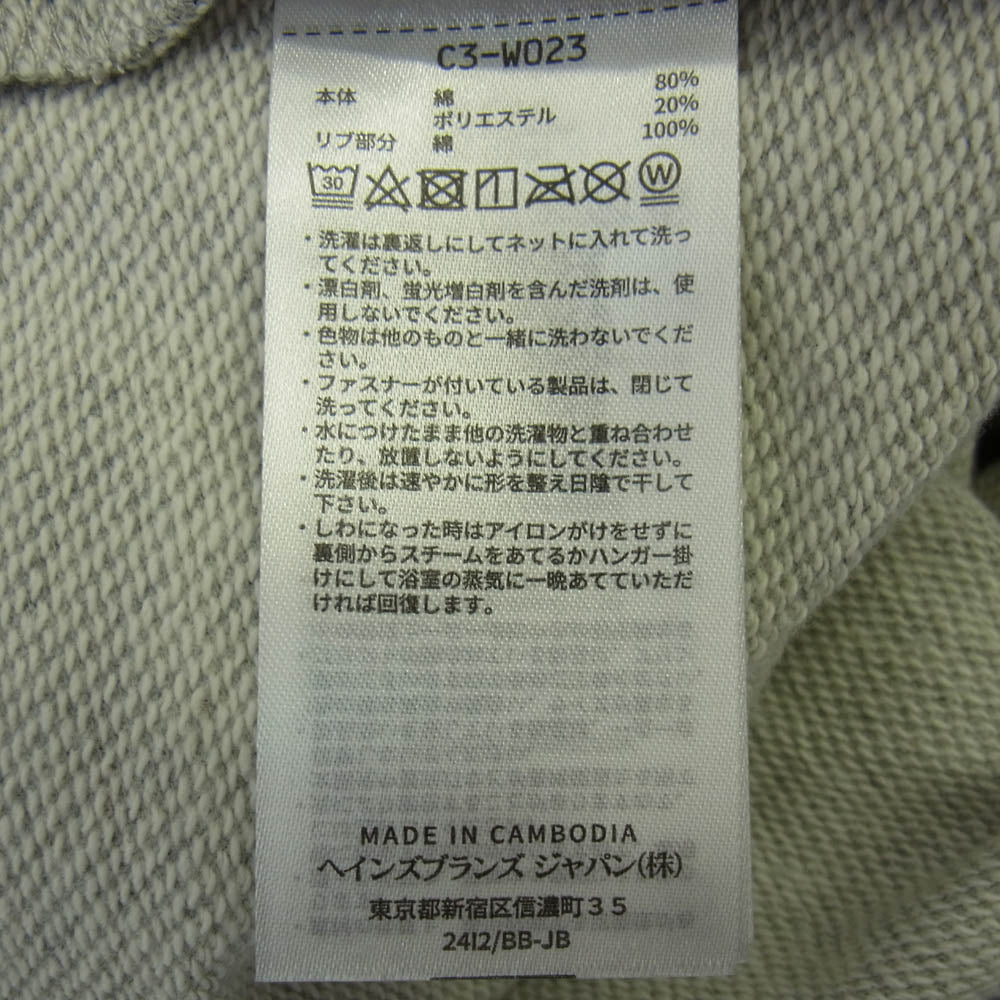 C3-W023
本体 綿 80%
ポリエステル 20%
リブ部分 綿 100%
30 W
・洗濯は裏返しにしてネットに入れて洗っ
てください。
・漂白剤、蛍光増白剤を含んだ洗剤は、使
用しないでください。
・色物は他のものと一緒に洗わないでくだ
さい。
・ファスナーが付いている製品は、閉じて
洗ってください。
・水につけたまま他の洗濯物と重ね合わせ
たり、放置しないようにしてください。
・洗濯後は速やかに形を整え日陰で干して
下さい。
・しわになった時はアイロンがけをせずに
裏側からスチームをあてるかハンガー掛
けにして浴室の蒸気に一晩あてていただ
ければ回復します。
MADE IN CAMBODIA
ヘインズブランズ ジャパン(株)
東京都新宿区信濃町35
24I2/BB-JB